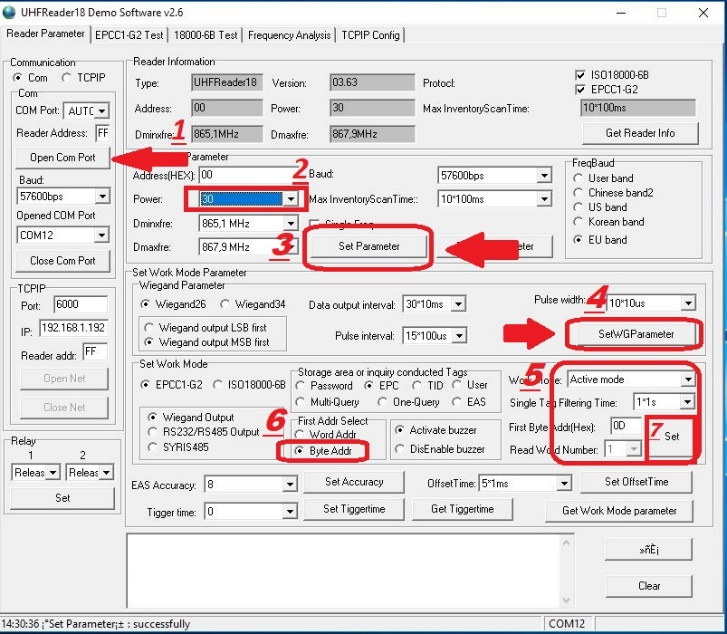 UHFReader18 Demo Software v2.6
Reader Parameter EPCC1-G2 Test 18000-6B Test Frequency Analysis TCPIP Config
Communication
Com TCPIP
Com
COM Port: AUTC
Reader Address: FF
Open Com Port
Baud:
57600bps
Opened COM Port
COM12
Close Com Port
TCPIP
Port: 6000
IP: 192.168.1.192
Reader addr: FF
Open Net
Close Net
Relay
1 2
Releas Releas
Set
Reader Information
Type: UHFReader18 Version: 03.63 Protocl: ISO18000-6B
EPCC1-G2
Address: 00 Power: 30 Max InventoryScanTime: 10*100ms
1
Dminfre: 865,1MHz Dmaxfre: 867,9MHz Get Reader Info
Parameter
Address(HEX): 00 2 Baud: 57600bps
Power: 30 Max InventoryScanTime:: 10*100ms
Dminfre: 865,1 MHz Single Freq
Dmaxfre: 867,9 MHz 3 Set Parameter
FreqBaud
User band
Chinese band2
US band
Korean band
EU band
Set Work Mode Parameter
Wiegand Parameter
Wiegand26 Wiegand34 Data output interval: 30*10ms Pulse width: 4 10*10us
Wiegand output LSB first
Wiegand output MSB first Pulse interval: 15*100us SetWGParameter
Set Work Mode
EPCC1-G2 ISO18000-6B
Storage area or inquiry conducted Tags
Password EPC TID User
Multi-Query One-Query EAS
5 Mode: Active mode
Single Tag Filtering Time: 1*1s
First Byte Addr(Hex): 0D
Read Word Number: 1
7 Set
Wiegand Output
RS232/RS485 Output
SYRIS485
6
First Addr Select
Word Addr
Byte Addr
Activate buzzer
DisEnable buzzer
EAS Accuracy: 8 Set Accuracy OffsetTime: 5*1ms Set OffsetTime
Tigger time: 0 Set Tiggertime Get Tiggertime Get Work Mode parameter
»ñÈ¡
Clear
14:30:36 ¡°Set Parameter¡± : successfully COM12